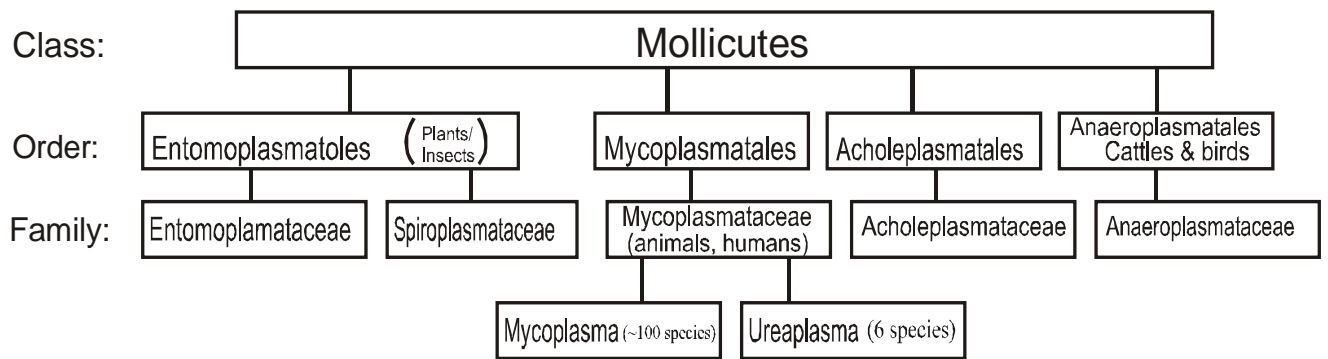 Class:
Mollicutes
Order:
Entomoplasmatoles (Plants/
Insects)
Mycoplasmatales
Acholeplasmatales
Anaeroplasmatales
Cattles & birds
Family:
Entomoplamataceae
Spiroplasmataceae
Mycoplasmataceae
(animals, humans)
Acholeplasmataceae
Anaeroplasmataceae
Mycoplasma (~100 species)
Ureaplasma (6 species)